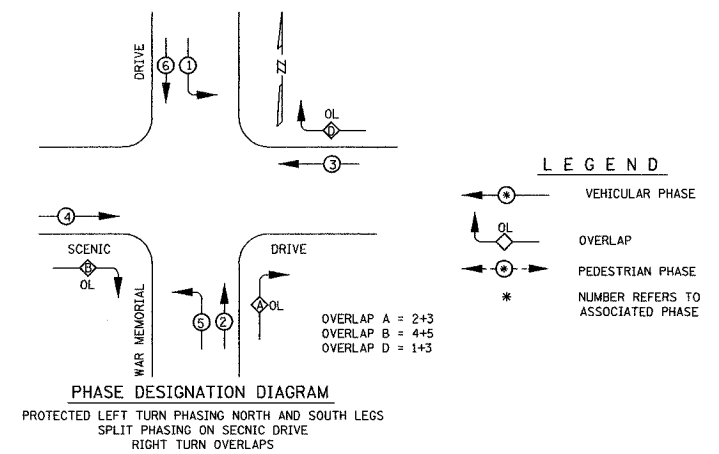 DRIVE
6
1
N
OL
D
3
4
SCENIC
DRIVE
B
OL
WAR MEMORIAL
5
2
A OL
OVERLAP A = 2+3
OVERLAP B = 4+5
OVERLAP D = 1+3
PHASE DESIGNATION DIAGRAM
PROTECTED LEFT TURN PHASING NORTH AND SOUTH LEGS
SPLIT PHASING ON SECNIC DRIVE
RIGHT TURN OVERLAPS
LEGEND
* VEHICULAR PHASE
OL
OVERLAP
* PEDESTRIAN PHASE
* NUMBER REFERS TO
ASSOCIATED PHASE